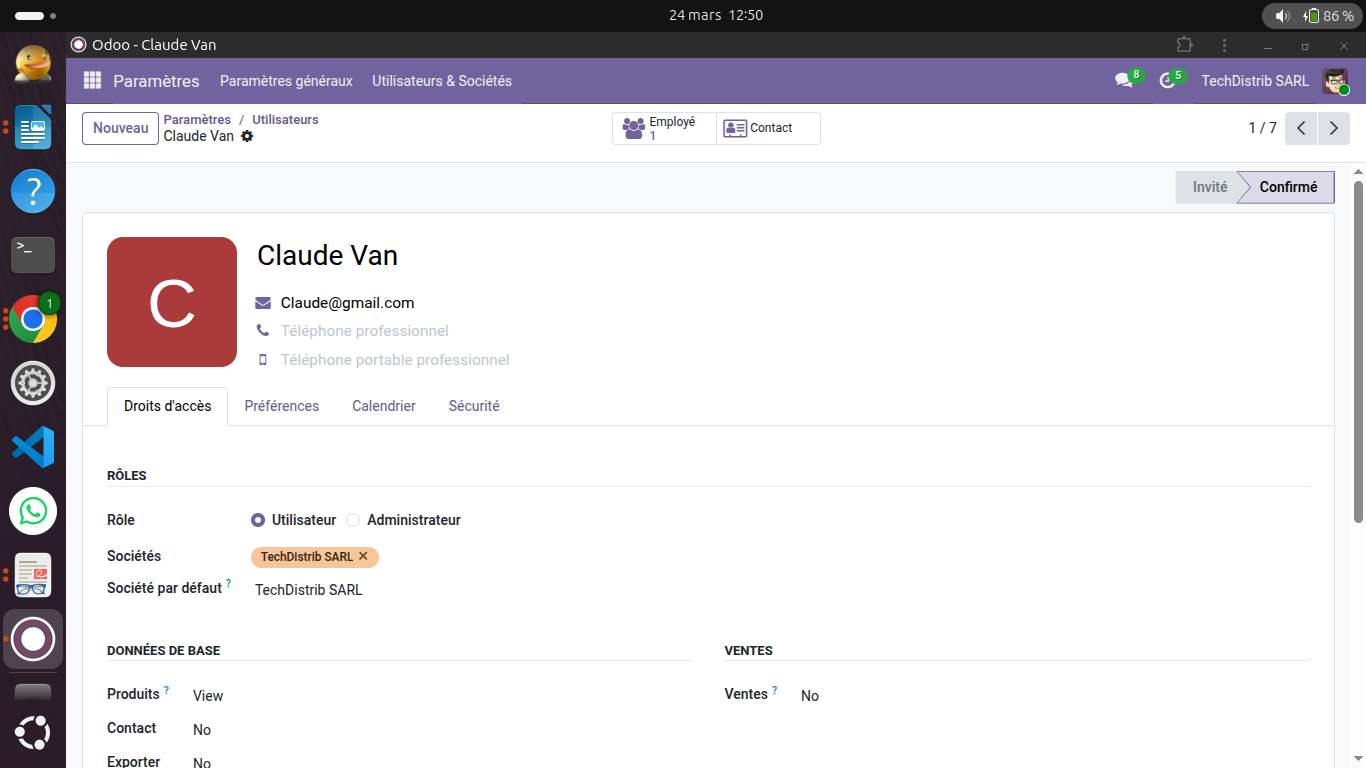 24 mars 12:50
86 %
Odoo - Claude Van
Paramètres Paramètres généraux Utilisateurs & Sociétés
8 5 TechDistrib SARL
Nouveau
Paramètres / Utilisateurs
Claude Van
Employé
1
Contact
1 / 7
Invité Confirmé
C
Claude Van
Claude@gmail.com
Téléphone professionnel
Téléphone portable professionnel
Droits d'accès Préférences Calendrier Sécurité
RÔLES
Rôle Utilisateur Administrateur
Sociétés TechDistrib SARL ✕
Société par défaut ? TechDistrib SARL
DONNÉES DE BASE
Produits ? View
Contact No
Exporter No
VENTES
Ventes ? No
?
>_
1